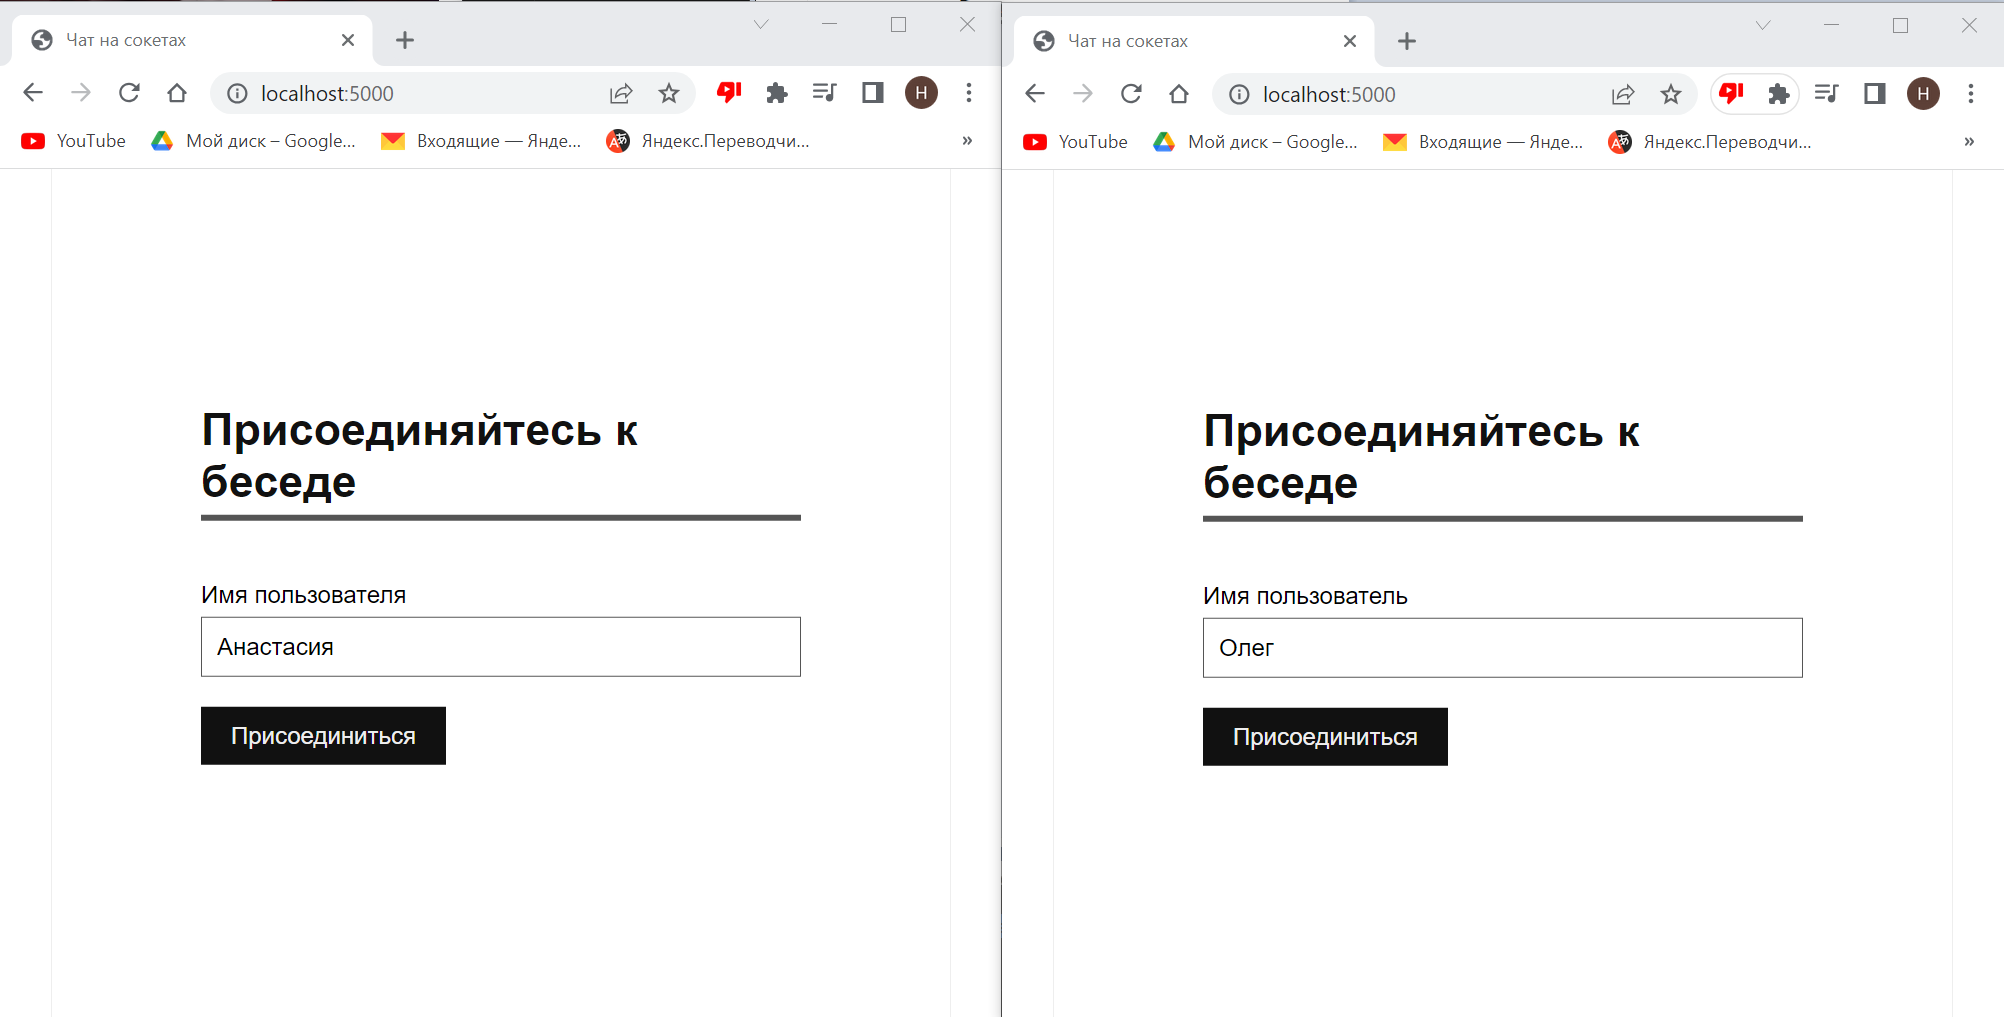 Чат на сокетах
localhost:5000
H
YouTube
Мой диск – Google...
Входящие — Янде...
Яндекс.Переводчи...
»
Присоединяйтесь к
беседе
Имя пользователя
Анастасия
Присоединиться
Чат на сокетах
localhost:5000
H
YouTube
Мой диск – Google...
Входящие — Янде...
Яндекс.Переводчи...
»
Присоединяйтесь к
беседе
Имя пользователь
Олег
Присоединиться